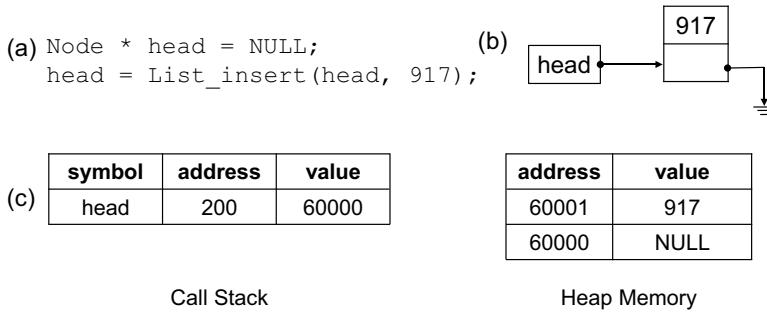 (a) Node * head = NULL;
head = List_insert(head, 917);
(b)
917
head
(c)
symbol address value
head 200 60000
Call Stack
address value
60001 917
60000 NULL
Heap Memory